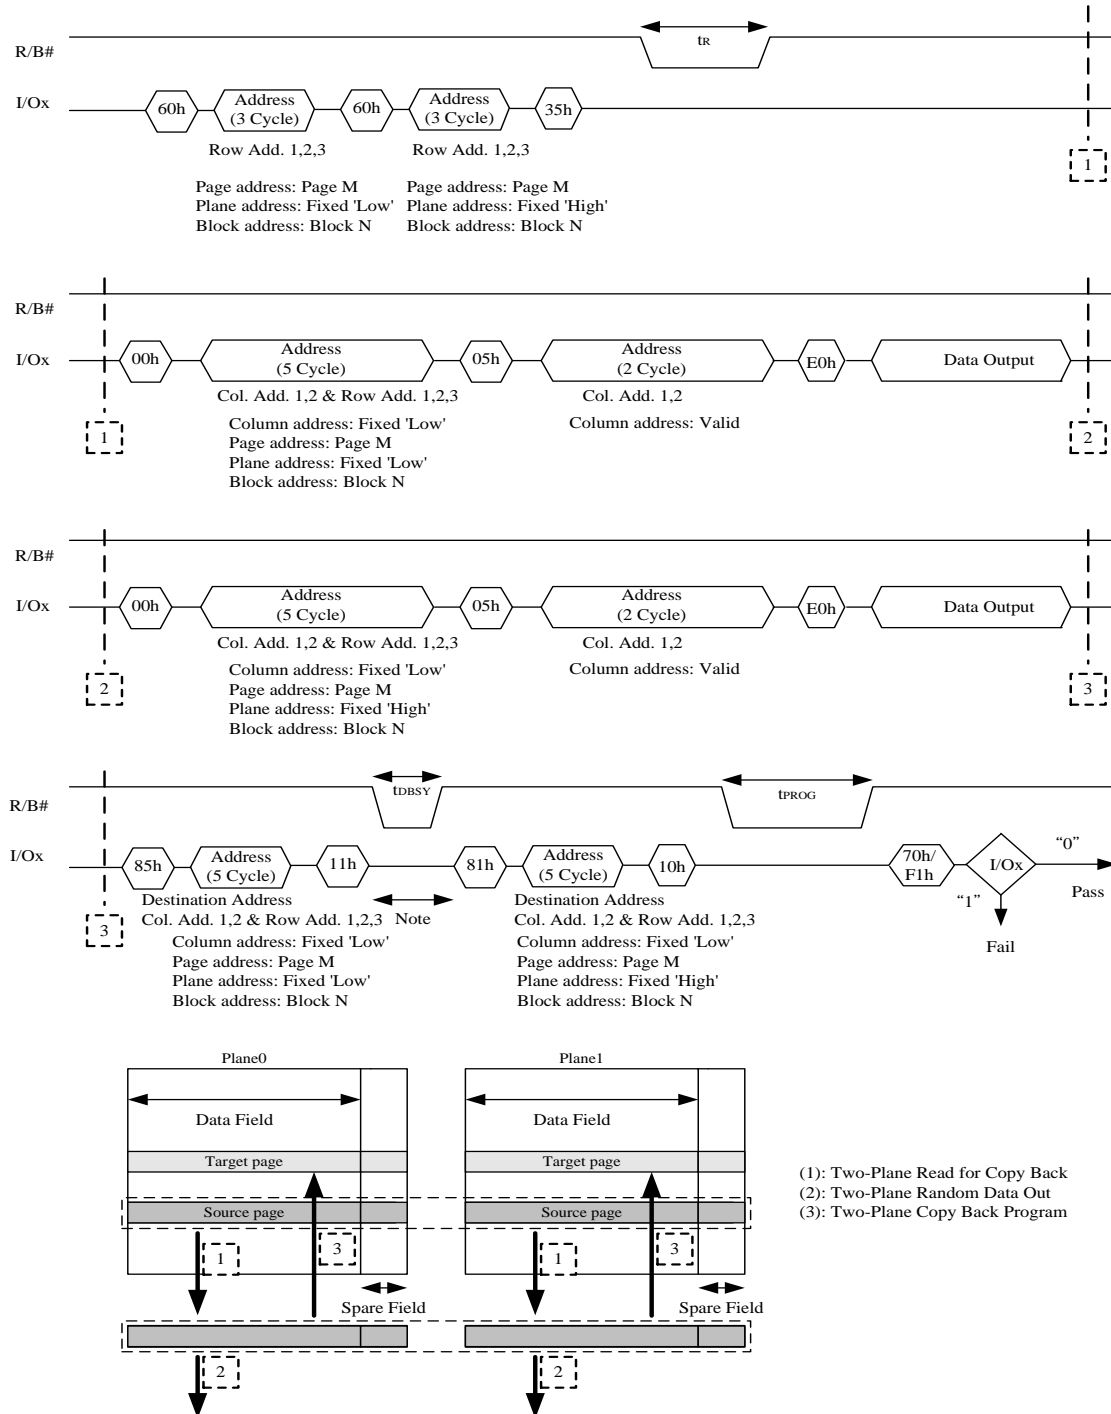 tR
R/B#
I/Ox
60h
Address
(3 Cycle)
60h
Address
(3 Cycle)
35h
Row Add. 1,2,3
Row Add. 1,2,3
Page address: Page M
Plane address: Fixed 'Low'
Block address: Block N
Page address: Page M
Plane address: Fixed 'High'
Block address: Block N
1
R/B#
I/Ox
00h
Address
(5 Cycle)
05h
Address
(2 Cycle)
E0h
Data Output
Col. Add. 1,2 & Row Add. 1,2,3
Col. Add. 1,2
Column address: Fixed 'Low'
Page address: Page M
Plane address: Fixed 'Low'
Block address: Block N
Column address: Valid
1
2
R/B#
I/Ox
00h
Address
(5 Cycle)
05h
Address
(2 Cycle)
E0h
Data Output
Col. Add. 1,2 & Row Add. 1,2,3
Col. Add. 1,2
Column address: Fixed 'Low'
Page address: Page M
Plane address: Fixed 'High'
Block address: Block N
Column address: Valid
2
3
R/B#
tDBSY
tPROG
I/Ox
85h
Address
(5 Cycle)
11h
81h
Address
(5 Cycle)
10h
70h/
F1h
I/Ox
“0”
Pass
“1”
Fail
Destination Address
Col. Add. 1,2 & Row Add. 1,2,3
Column address: Fixed 'Low'
Page address: Page M
Plane address: Fixed 'Low'
Block address: Block N
Note
Destination Address
Col. Add. 1,2 & Row Add. 1,2,3
Column address: Fixed 'Low'
Page address: Page M
Plane address: Fixed 'High'
Block address: Block N
3
Plane0
Plane1
Data Field
Data Field
Target page
Target page
Source page
Source page
1
3
1
3
Spare Field
Spare Field
2
2
(1): Two-Plane Read for Copy Back
(2): Two-Plane Random Data Out
(3): Two-Plane Copy Back Program